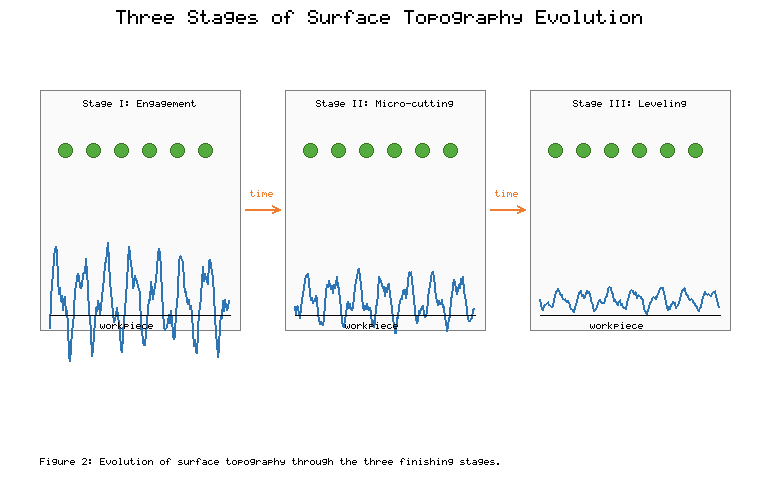 Three Stages of Surface Topography Evolution
Stage I: Engagement
Stage II: Micro-cutting
Stage III: Leveling
time
time
workpiece
workpiece
workpiece
Figure 2: Evolution of surface topography through the three finishing stages.